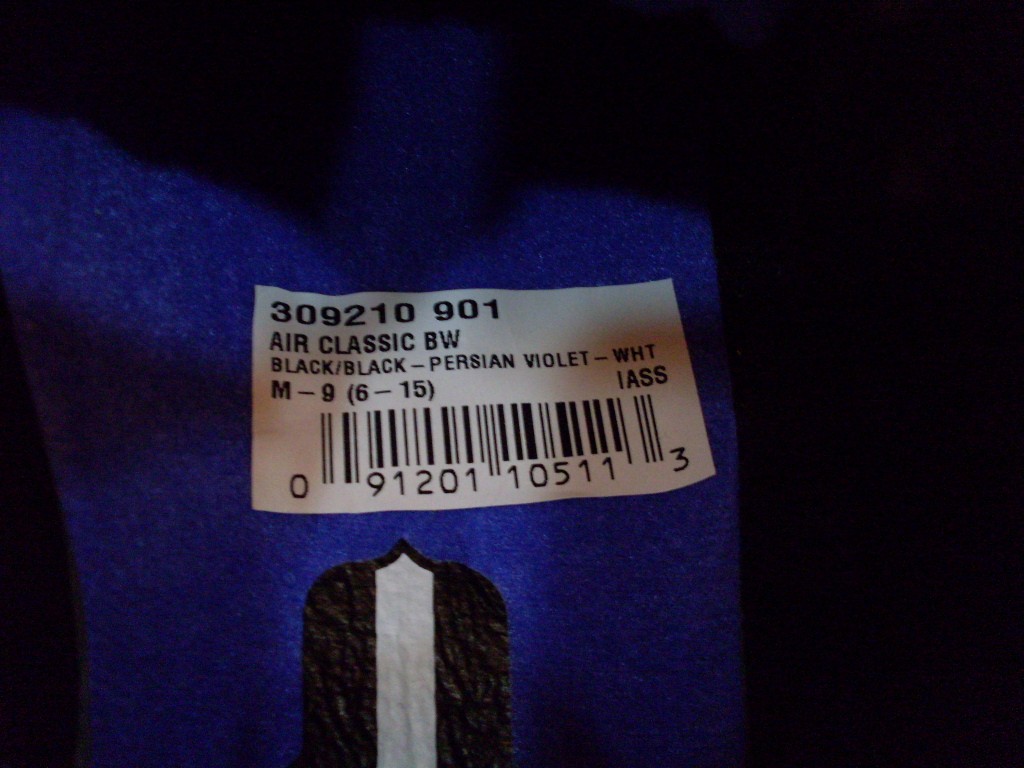 309210 901
AIR CLASSIC BW
BLACK/BLACK – PERSIAN VIOLET – WHT
M – 9 (6 – 15) IASS
0 91201 10511 3